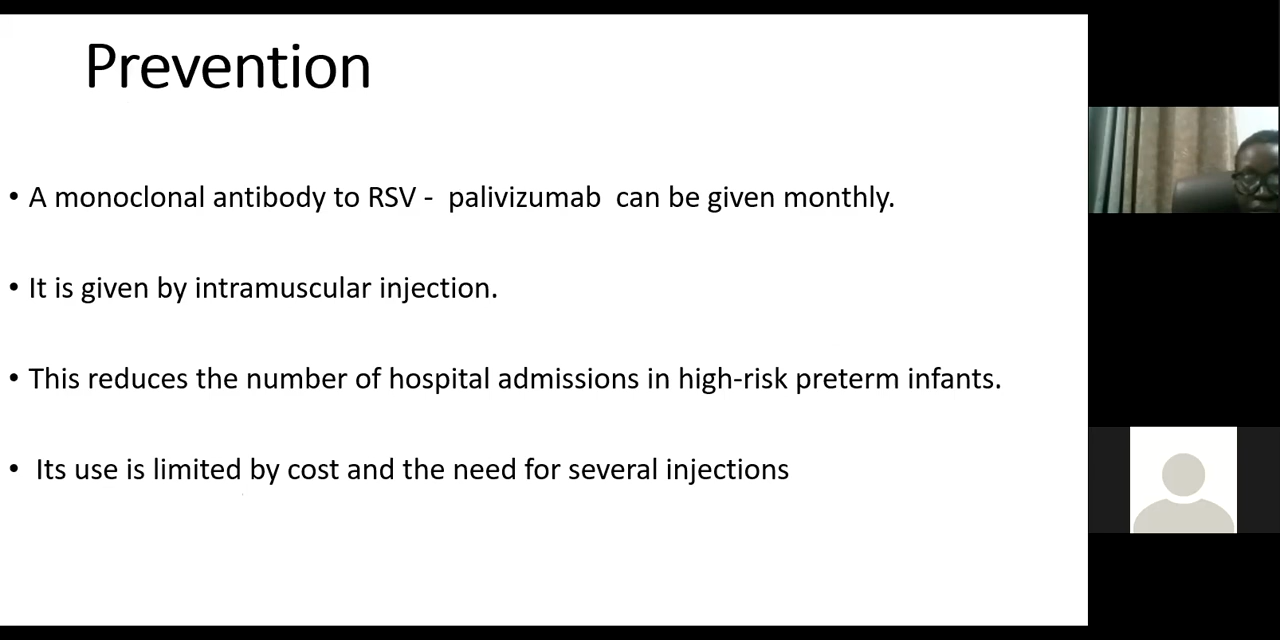 Prevention
• A monoclonal antibody to RSV - palivizumab can be given monthly.
• It is given by intramuscular injection.
• This reduces the number of hospital admissions in high-risk preterm infants.
• Its use is limited by cost and the need for several injections